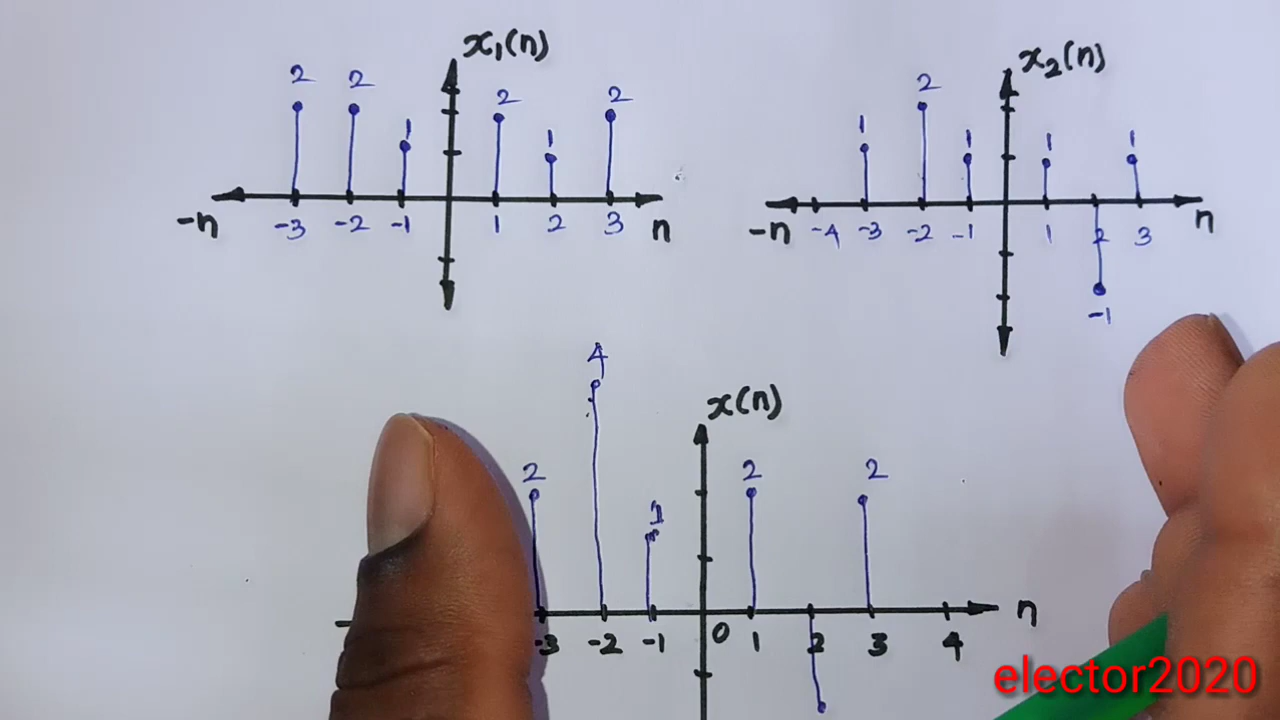 x₁(n)
2 2 1 2 1 2
-n -3 -2 -1 1 2 3 n
x₂(n)
1 2 1 1 1
-n -4 -3 -2 -1 1 2 3 n
-1
x(n)
4
2 1 2 2
-3 -2 -1 0 1 2 3 4 n
elector2020